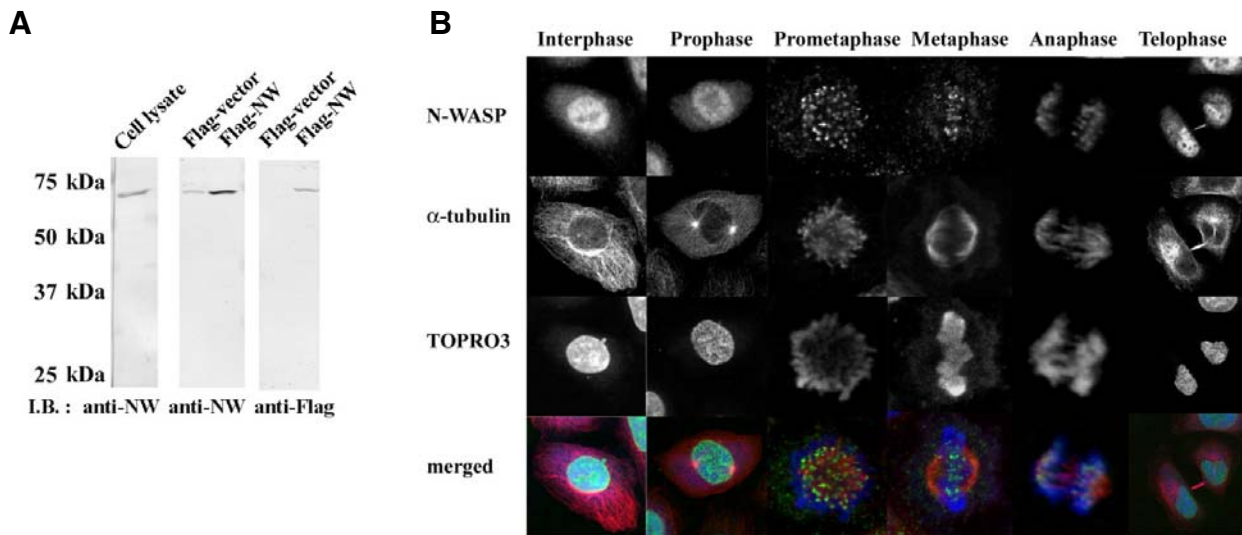 A
Cell lysate
Flag-vector
Flag-NW
Flag-vector
Flag-NW
75 kDa
50 kDa
37 kDa
25 kDa
I.B. : anti-NW anti-NW anti-Flag
B
Interphase Prophase Prometaphase Metaphase Anaphase Telophase
N-WASP
α-tubulin
TOPRO3
merged